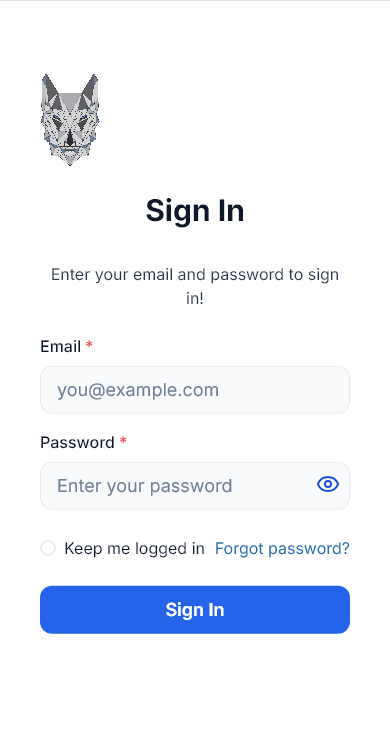 Sign In
Enter your email and password to sign
in!
Email *
you@example.com
Password *
Enter your password
Keep me logged in Forgot password?
Sign In